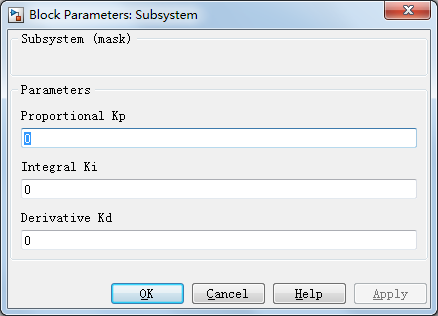 Block Parameters: Subsystem
Subsystem (mask)
Parameters
Proportional Kp
0
Integral Ki
0
Derivative Kd
0
OK Cancel Help Apply